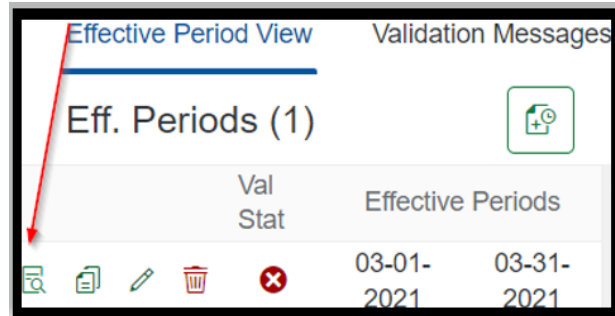 Effective Period View Validation Messages
Eff. Periods (1)
Val
Stat
Effective Periods
03-01-
2021
03-31-
2021